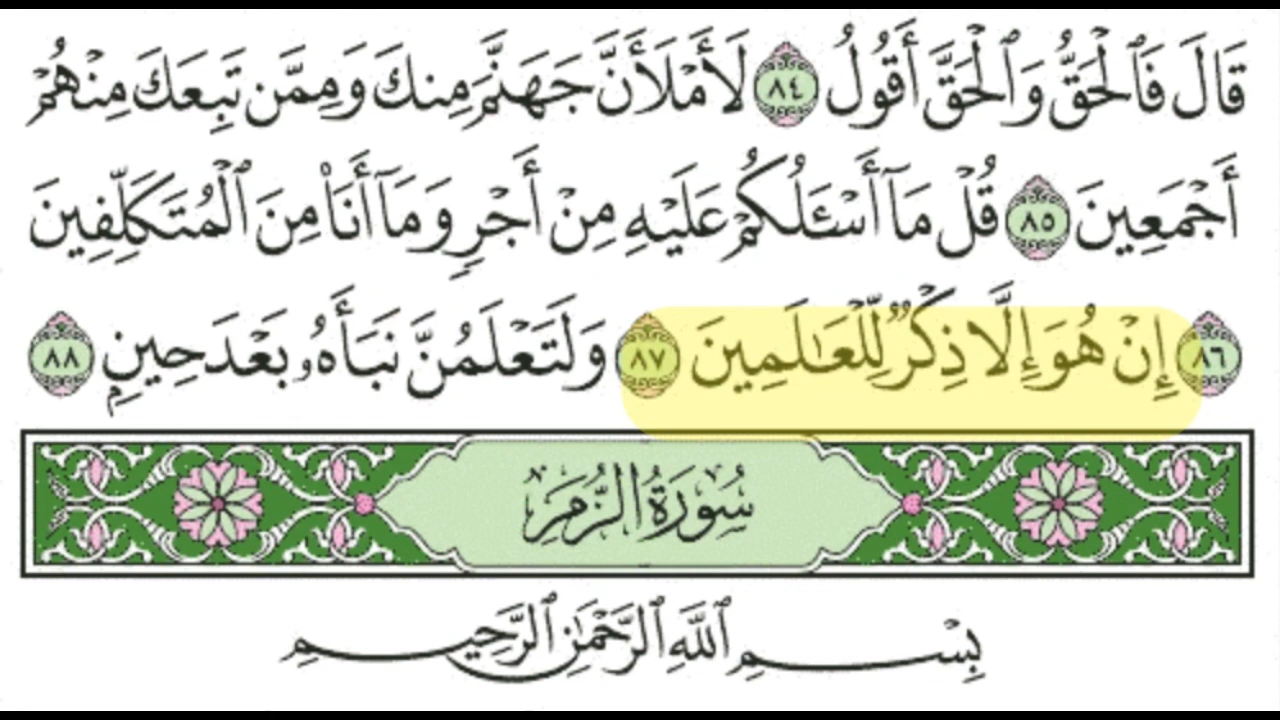 قَالَ فَٱلْحَقُّ وَٱلْحَقَّ أَقُولُ ٨٤ لَأَمْلَأَنَّ جَهَنَّمَ مِنكَ وَمِمَّن تَبِعَكَ مِنْهُمْ
أَجْمَعِينَ ٨٥ قُلْ مَآ أَسْـَٔلُكُمْ عَلَيْهِ مِنْ أَجْرٍ وَمَآ أَنَا۠ مِنَ ٱلْمُتَكَلِّفِينَ
٨٦ إِنْ هُوَ إِلَّا ذِكْرٌ لِّلْعَـٰلَمِينَ ٨٧ وَلَتَعْلَمُنَّ نَبَأَهُۥ بَعْدَ حِينٍۭ ٨٨
سُورَةُ الزُّمَرِ
بِسْمِ ٱللَّهِ ٱلرَّحْمَـٰنِ ٱلرَّحِيمِ